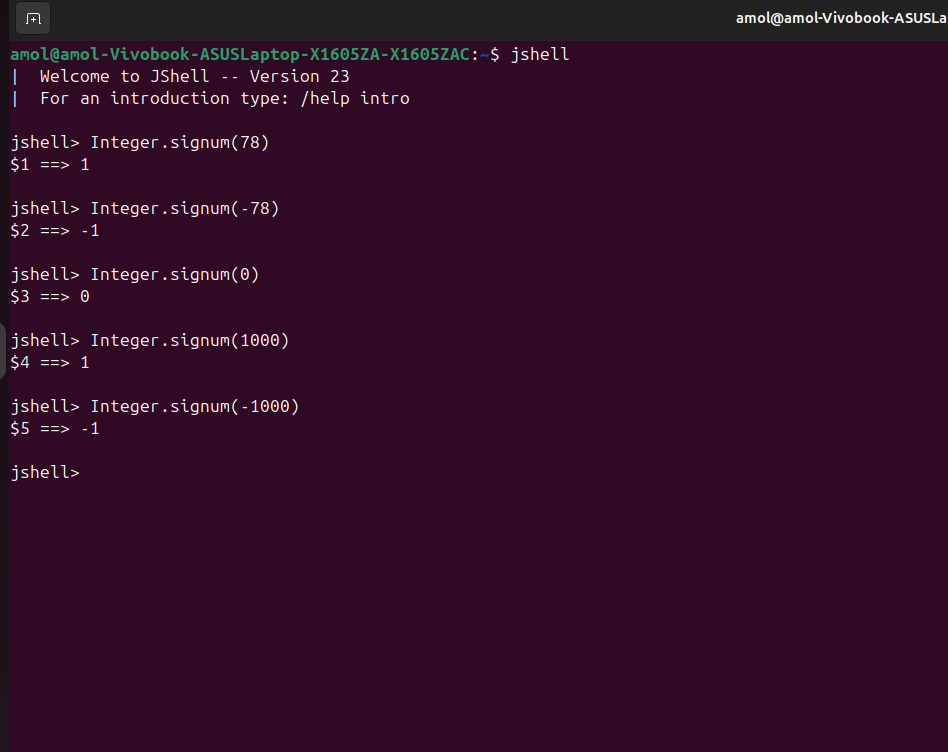 amol@amol-Vivobook-ASUSLa
amol@amol-Vivobook-ASUSLaptop-X1605ZA-X1605ZAC:~$ jshell
|  Welcome to JShell -- Version 23
|  For an introduction type: /help intro
jshell> Integer.signum(78)
$1 ==> 1
jshell> Integer.signum(-78)
$2 ==> -1
jshell> Integer.signum(0)
$3 ==> 0
jshell> Integer.signum(1000)
$4 ==> 1
jshell> Integer.signum(-1000)
$5 ==> -1
jshell>